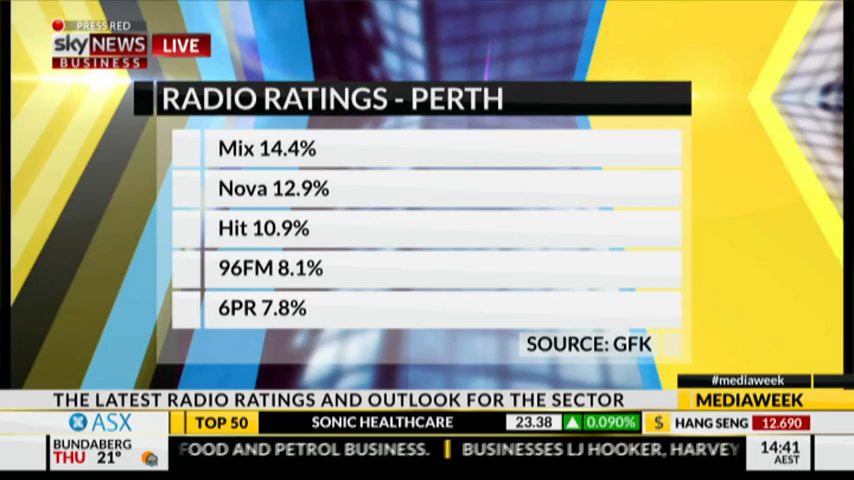 PRESS RED
sky NEWS LIVE
BUSINESS
RADIO RATINGS - PERTH
Mix 14.4%
Nova 12.9%
Hit 10.9%
96FM 8.1%
6PR 7.8%
SOURCE: GFK
#mediaweek
THE LATEST RADIO RATINGS AND OUTLOOK FOR THE SECTOR MEDIAWEEK
ASX TOP 50 SONIC HEALTHCARE 23.38 0.090% $ HANG SENG 12.690
BUNDABERG
THU 21°
FOOD AND PETROL BUSINESS. | BUSINESSES LJ HOOKER, HARVEY
14:41
AEST